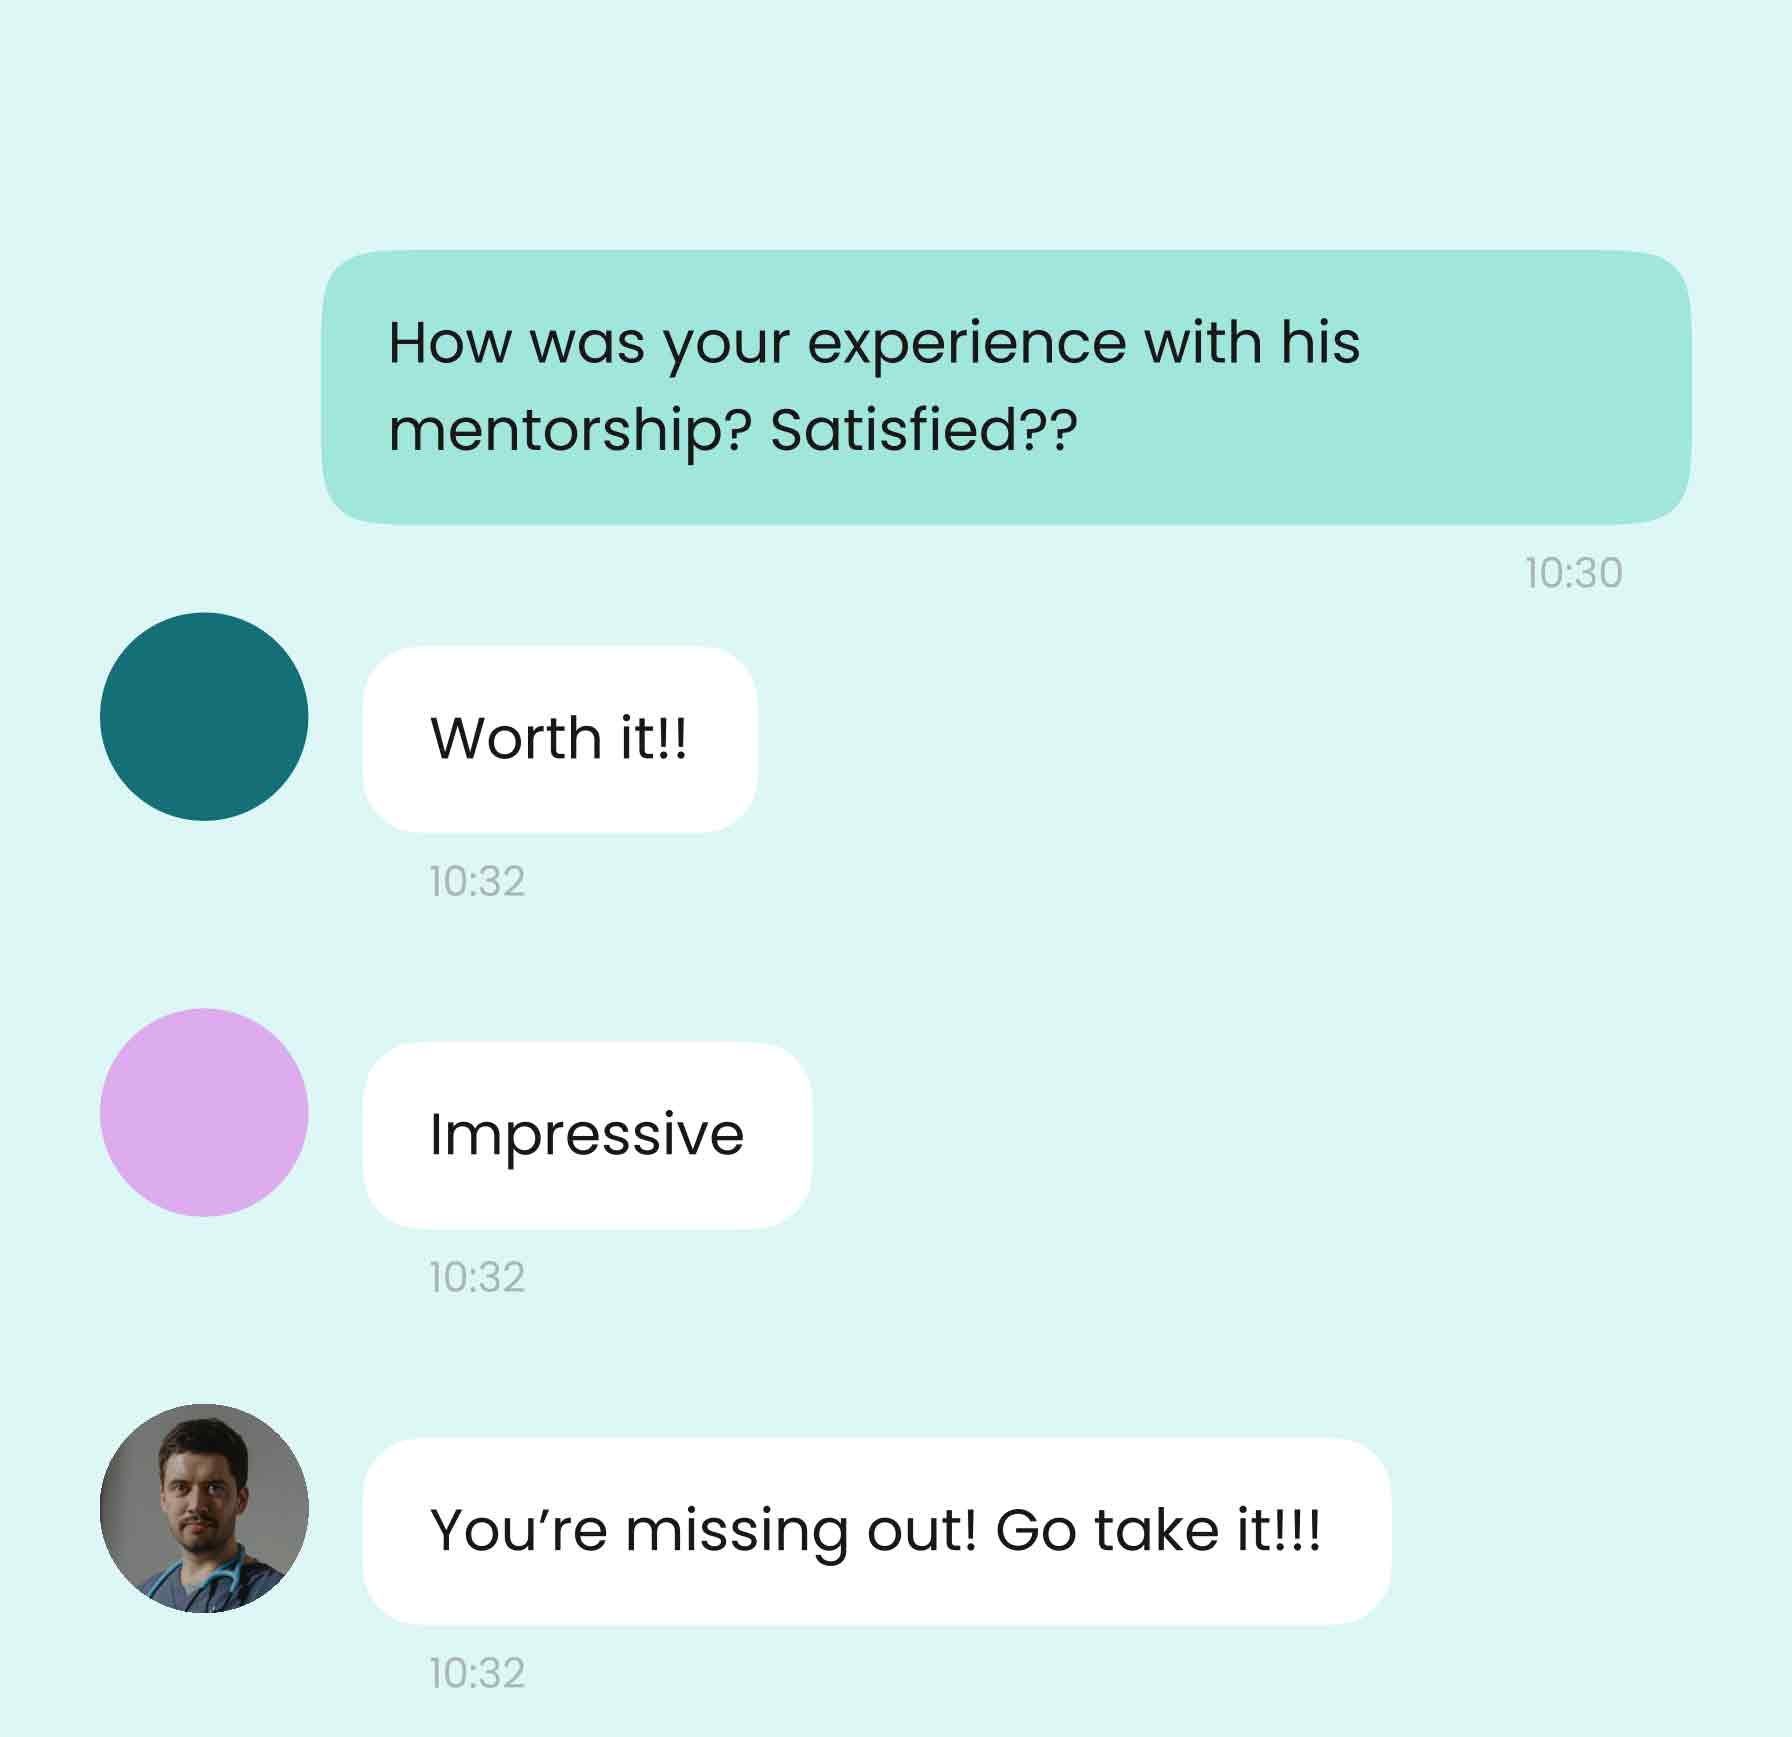 How was your experience with his
mentorship? Satisfied??
10:30
Worth it!!
10:32
Impressive
10:32
You’re missing out! Go take it!!!
10:32